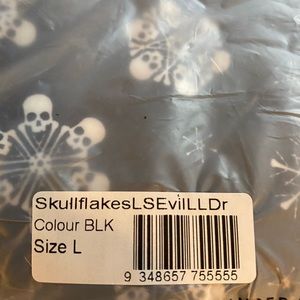 SkullflakesLSEvilLLDr
Colour BLK
Size L
9 348657 755555